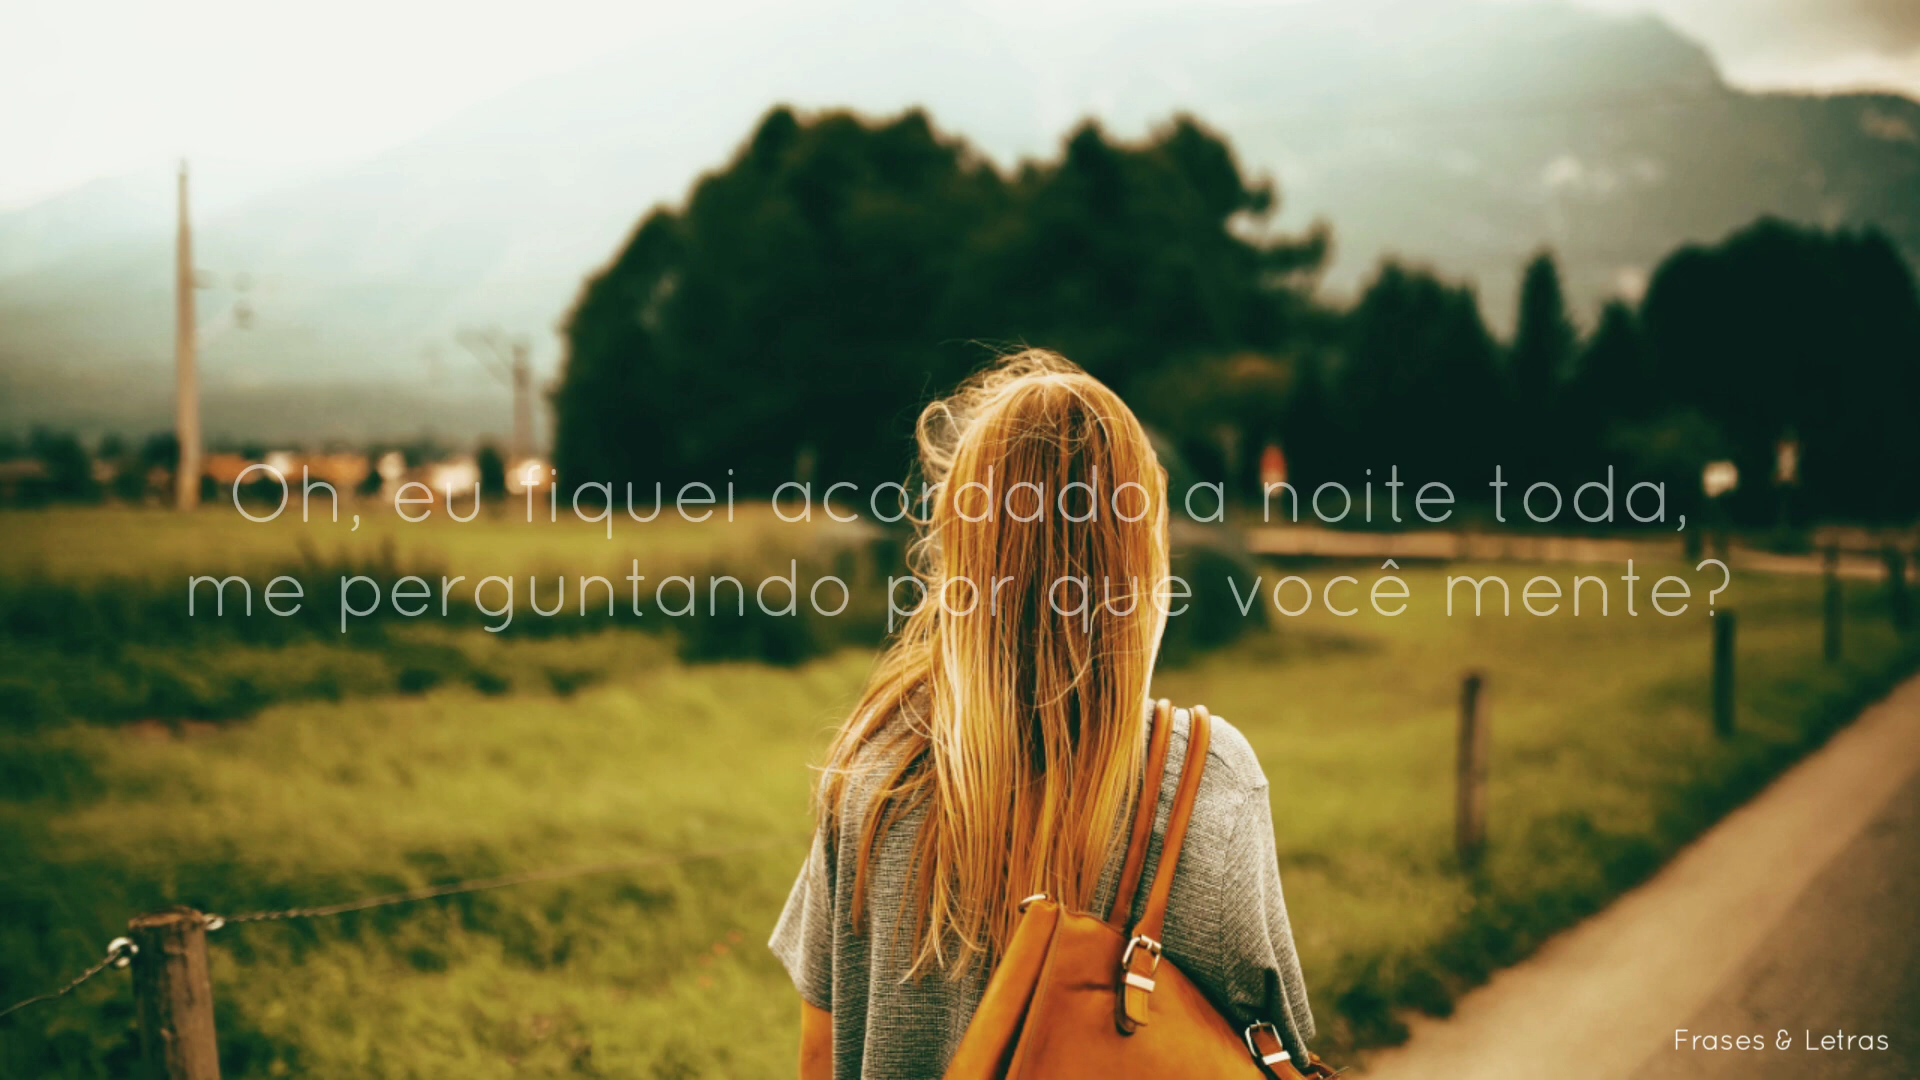 Oh, eu fiquei acordado a noite toda,
me perguntando por que você mente?
Frases & Letras